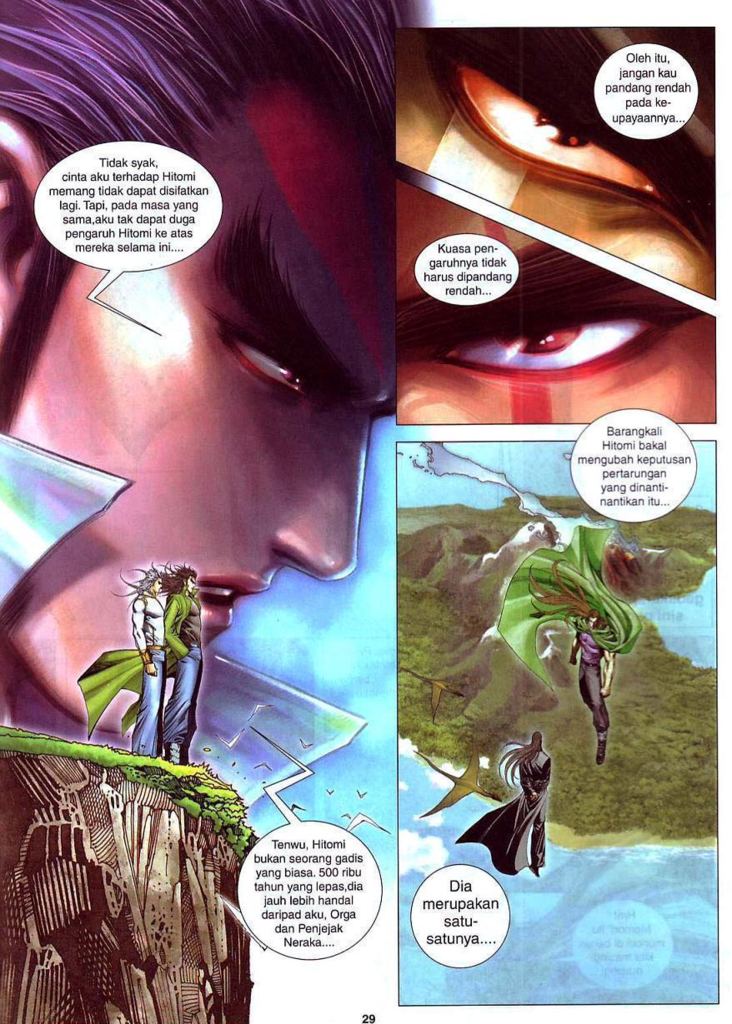 Tidak syak,
cinta aku terhadap Hitomi
memang tidak dapat disifatkan
lagi. Tapi, pada masa yang
sama,aku tak dapat duga
pengaruh Hitomi ke atas
mereka selama ini....
Tenwu, Hitomi
bukan seorang gadis
yang biasa. 500 ribu
tahun yang lepas,dia
jauh lebih handal
daripad aku, Orga
dan Penjejak
Neraka....
Oleh itu,
jangan kau
pandang rendah
pada ke-
upayaannya...
Kuasa pen-
garuhnya tidak
harus dipandang
rendah...
Barangkali
Hitomi bakal
mengubah keputusan
pertarungan
yang dinanti-
nantikan itu...
Dia
merupakan
satu-
satunya....
29